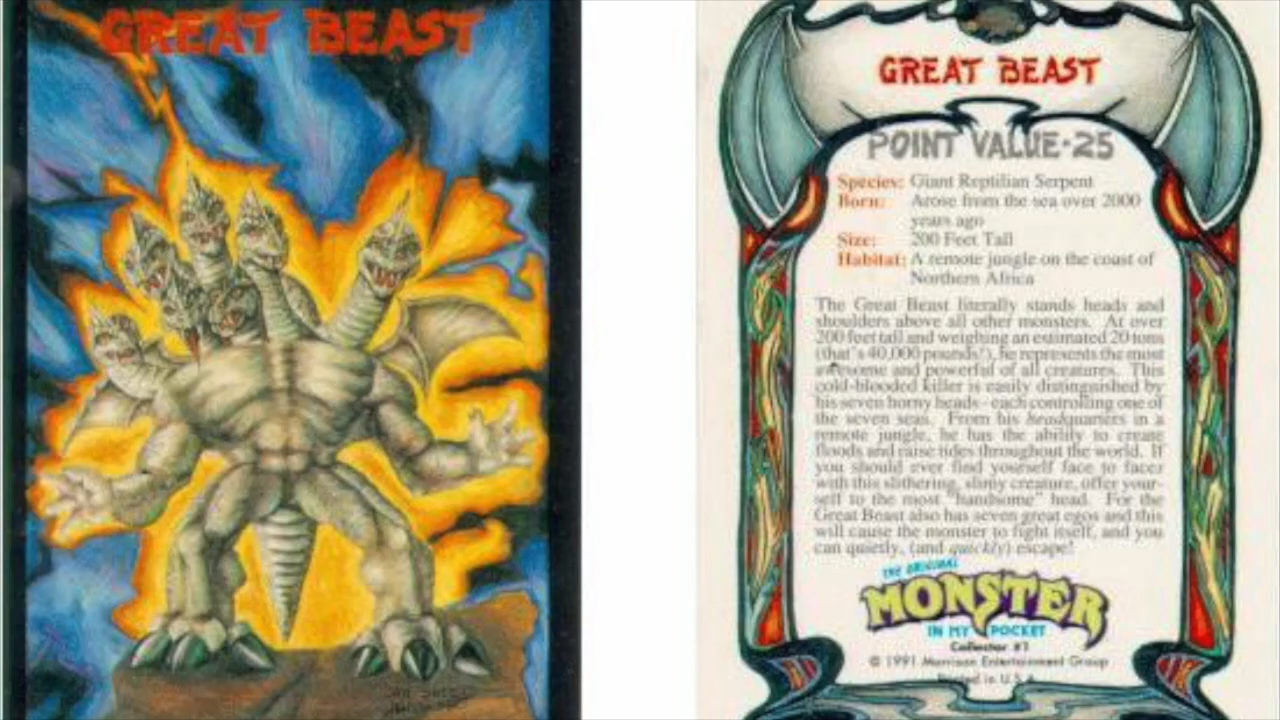 GREAT BEAST
GREAT BEAST
POINT VALUE·25
Species: Giant Reptilian Serpent
Born: Arose from the sea over 2000
years ago
Size: 200 Feet Tall
Habitat: A remote jungle on the coast of
Northern Africa
The Great Beast literally stands heads and
shoulders above all other monsters. At over
200 feet tall and weighing an estimated 20 tons
(that's 40,000 pounds!), he represents the most
awesome and powerful of all creatures. This
cold-blooded killer is easily distinguished by
his seven horny heads - each controlling one of
the seven seas. From his headquarters in a
remote jungle, he has the ability to create
floods and raise tides throughout the world. If
you should ever find yourself face to facez
with this slithering, slimy creature, offer your-
self to the most "handsome" head. For the
Great Beast also has seven great egos and this
will cause the monster to fight itself, and you
can quietly, (and quickly) escape!
THE ORIGINAL
MONSTER
IN MY POCKET
Collector #1
© 1991 Morrison Entertainment Group
Printed in U.S.A.